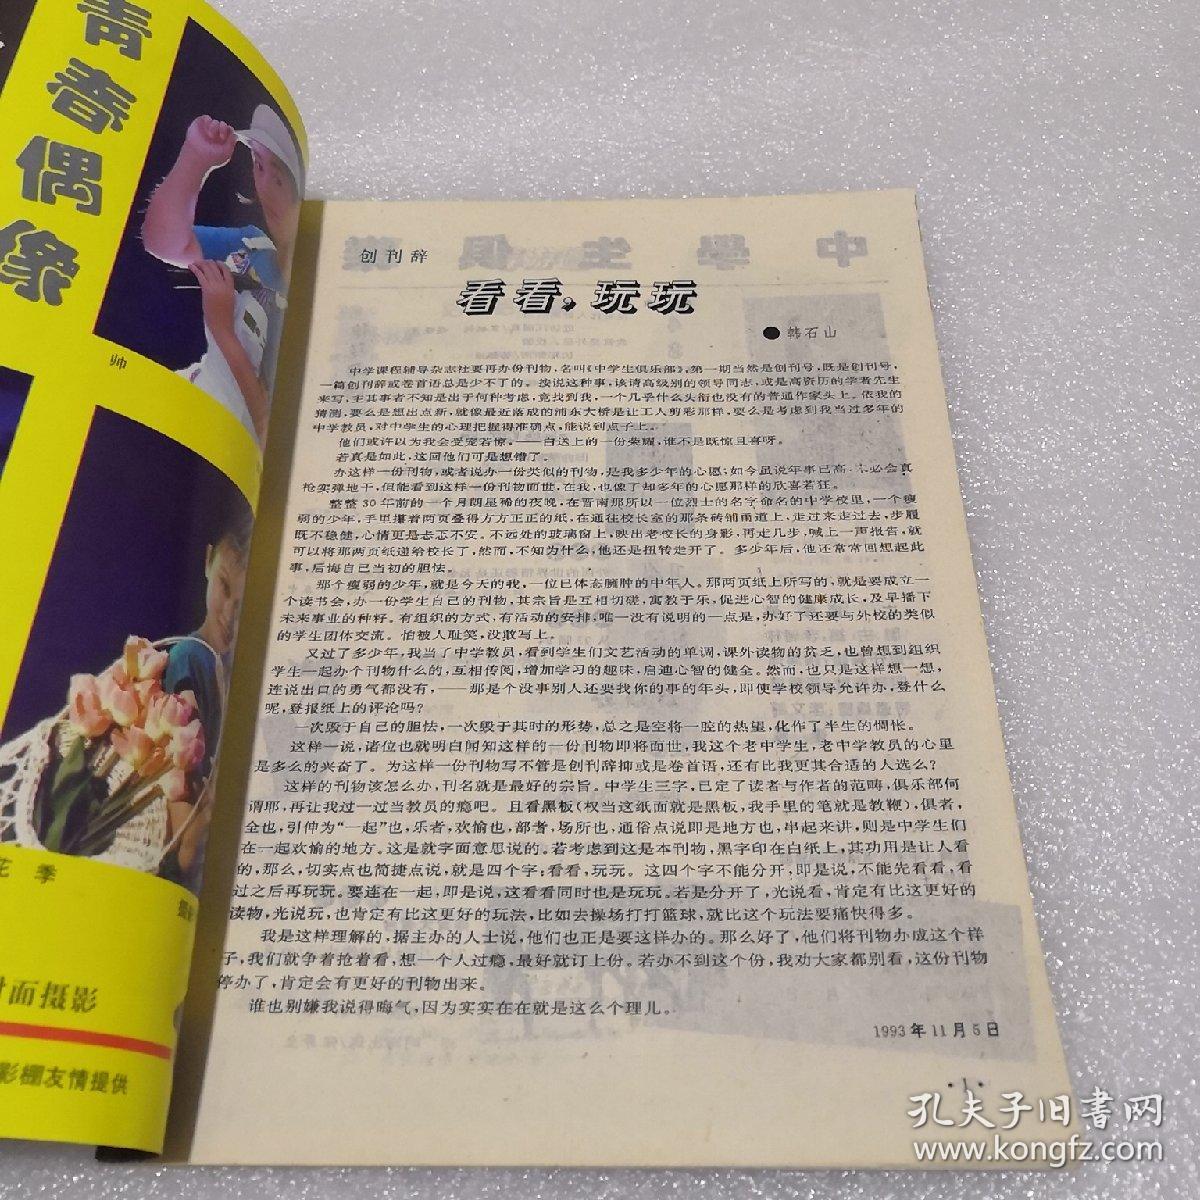 青春偶像
帅
花季
封面摄影
影棚友情提供
中學生俱樂
创刊辞
看看，玩玩
●韩石山
中学课程辅导杂志社要再办份刊物，名叫《中学生俱乐部》，第一期当然是创刊号，既是创刊号，
一篇创刊辞或卷首语总是少不了的。按说这种事，该请高级别的领导同志，或是高资历的学者先生
来写，主其事者不知是出于何种考虑，竟找到我，一个几乎什么头衔也没有的普通作家头上。依我的
猜测，要么是想出点新，就像最近落成的浦东大桥是让工人剪彩那样，要么是考虑到我当过多年的
中学教员，对中学生的心理把握得准确点，能说到点子上。
他们或许以为我会受宠若惊，——白送上的一份荣耀，谁不是既惊且喜呀。
若真是如此，这回他们可是想错了。
办这样一份刊物，或者说办一份类似的刊物，是我多少年的心愿；如今虽说年事已高，未必会真
枪实弹地干，但能看到这样一份刊物面世，在我，也像了却多年的心愿那样的欣喜若狂。
整整30年前的一个月朗星稀的夜晚，在晋南那所以一位烈士的名字命名的中学校里，一个瘦
弱的少年，手里攥着两页叠得方方正正的纸，在通往校长室的那条砖铺甬道上，走过来走过去，步履
既不稳健，心情更是忐忑不安。不远处的玻璃窗上，映出老校长的身影，再走几步，喊上一声报告，就
可以将那两页纸递给校长了，然而，不知为什么，他还是扭转走开了。多少年后，他还常常回想起此
事，后悔自己当初的胆怯。
那个瘦弱的少年，就是今天的我，一位已体态臃肿的中年人。那两页纸上所写的，就是要成立一
个读书会，办一份学生自己的刊物，其宗旨是互相切磋，寓教于乐，促进心智的健康成长，及早播下
未来事业的种籽。有组织的方式，有活动的安排，唯一没有说明的一点是，办好了还要与外校的类似
的学生团体交流。怕被人耻笑，没敢写上。
又过了多少年，我当了中学教员，看到学生们文艺活动的单调，课外读物的贫乏，也曾想到组织
学生一起办个刊物什么的，互相传阅，增加学习的趣味，启迪心智的健全。然而，也只是这样想一想，
连说出口的勇气都没有，——那是个没事别人还要找你的事的年头，即使学校领导允许办，登什么
呢，登报纸上的评论吗？
一次毁于自己的胆怯，一次毁于其时的形势，总之是空将一腔的热望，化作了半生的惆怅。
这样一说，诸位也就明白闻知这样的一份刊物即将面世，我这个老中学生，老中学教员的心里
是多么的兴奋了。为这样一份刊物写不管是创刊辞抑或是卷首语，还有比我更其合适的人选么？
这样的刊物该怎么办，刊名就是最好的宗旨。中学生三字，已定了读者与作者的范畴，俱乐部何
谓耶，再让我过一过当教员的瘾吧。且看黑板（权当这纸面就是黑板，我手里的笔就是教鞭），俱者，
全也，引伸为“一起”也，乐者，欢愉也，部者，场所也，通俗点说即是地方也，串起来讲，则是中学生们
在一起欢愉的地方。这是就字面意思说的。若考虑到这是本刊物，黑字印在白纸上，其功用是让人看
的，那么，切实点也简捷点说，就是四个字：看看，玩玩。这四个字不能分开，即是说，不能先看看，看
过之后再玩玩。要连在一起，即是说，这看看同时也是玩玩。若是分开了，光说看，肯定有比这更好的
读物，光说玩，也肯定有比这更好的玩法，比如去操场打打篮球，就比这个玩法要痛快得多。
我是这样理解的，据主办的人士说，他们也正是要这样办的。那么好了，他们将刊物办成这个样
子，我们就争着抢着看，想一个人过瘾，最好就订上份。若办不到这个份，我劝大家都别看，这份刊物
停办了，肯定会有更好的刊物出来。
谁也别嫌我说得晦气，因为实实在在就是这么个理儿。
1993年11月5日
·1·
孔夫子旧书网
www.kongfz.com